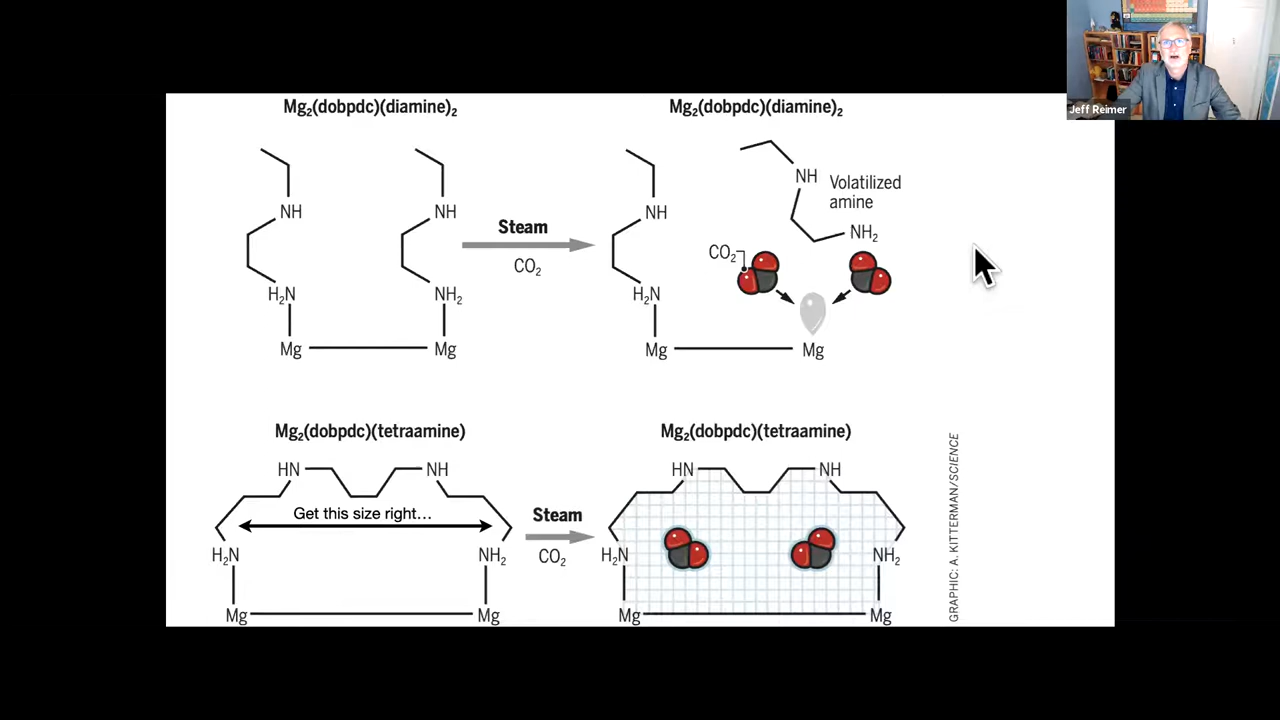 Jeff Reimer
Mg₂(dobpdc)(diamine)₂
NH
NH
H₂N
NH₂
Mg
Mg
Steam
CO₂
Mg₂(dobpdc)(diamine)₂
NH
NH
Volatilized
amine
NH₂
CO₂
H₂N
Mg
Mg
Mg₂(dobpdc)(tetraamine)
HN
NH
Get this size right...
H₂N
NH₂
Mg
Mg
Steam
CO₂
Mg₂(dobpdc)(tetraamine)
HN
NH
H₂N
NH₂
Mg
Mg
GRAPHIC: A. KITTERMAN/SCIENCE